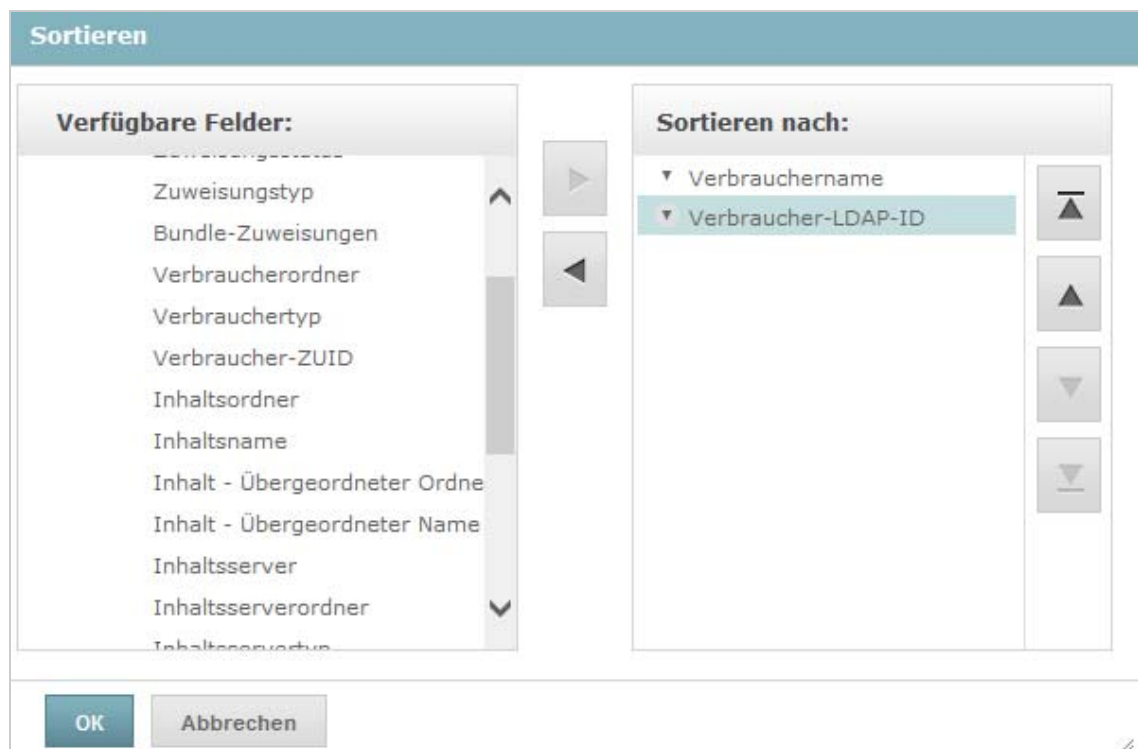 Sortieren
Verfügbare Felder:
Zuweisungstyp
Bundle-Zuweisungen
Verbraucherordner
Verbrauchertyp
Verbraucher-ZUID
Inhaltsordner
Inhaltsname
Inhalt - Übergeordneter Ordne
Inhalt - Übergeordneter Name
Inhaltsserver
Inhaltsserverordner
Inhaltsservertyp
Sortieren nach:
Verbrauchername
Verbraucher-LDAP-ID
OK
Abbrechen